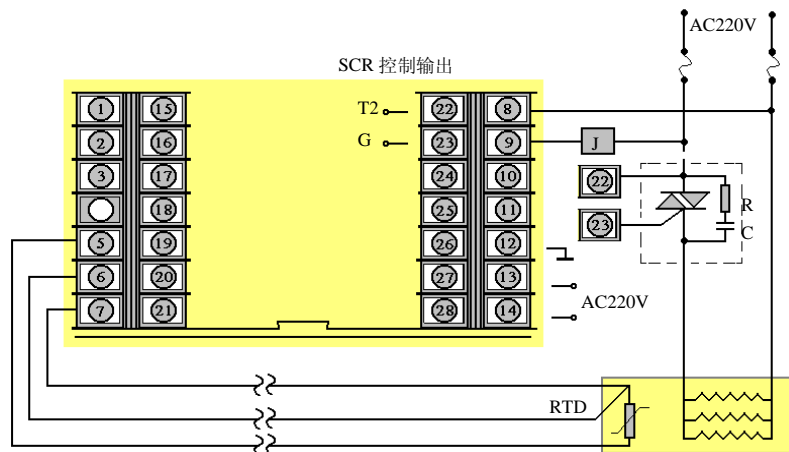 AC220V
SCR 控制输出
1 15 T2 22 8
2 16 G 23 9 J
3 17 24 10 22
18 25 11 23 R
5 19 26 12 C
6 20 27 13
7 21 28 14 AC220V
RTD